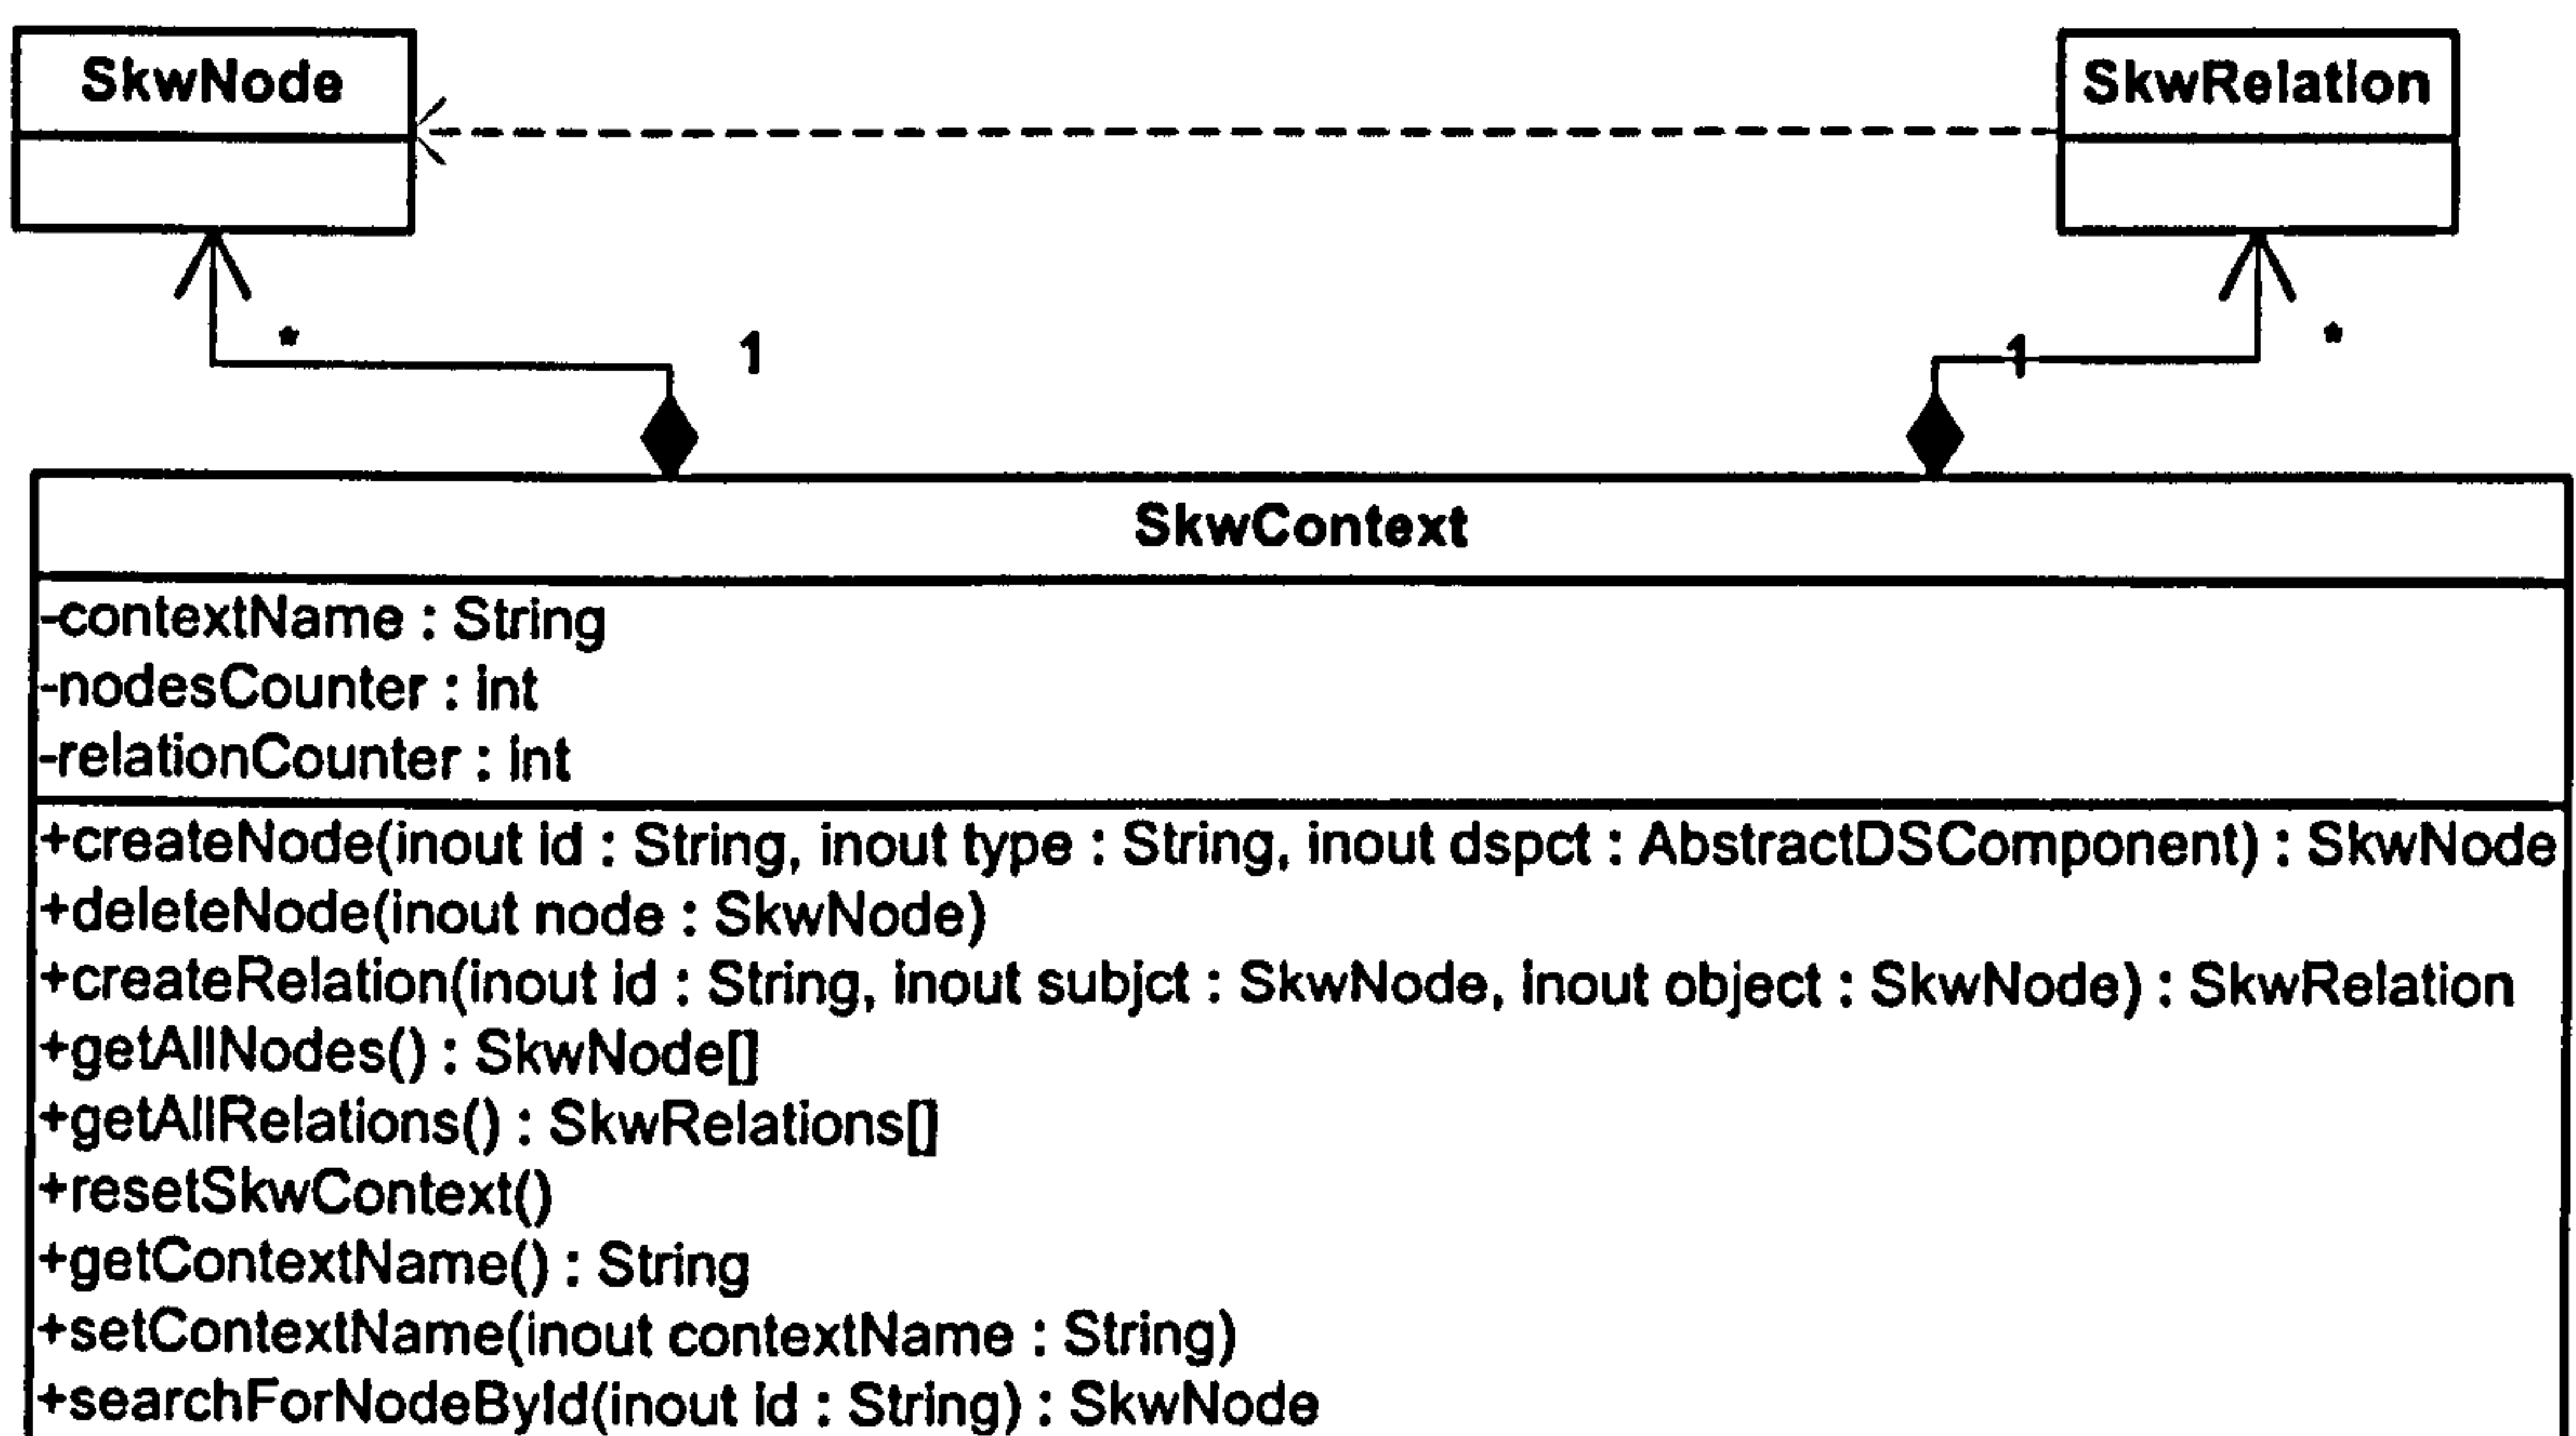 SkwNode
SkwRelation
* 1 1 *
SkwContext
-contextName : String
-nodesCounter : int
-relationCounter : int
+createNode(inout id : String, inout type : String, inout dspct : AbstractDSComponent) : SkwNode
+deleteNode(inout node : SkwNode)
+createRelation(inout id : String, inout subjct : SkwNode, inout object : SkwNode) : SkwRelation
+getAllNodes() : SkwNode[]
+getAllRelations() : SkwRelations[]
+resetSkwContext()
+getContextName() : String
+setContextName(inout contextName : String)
+searchForNodeById(inout id : String) : SkwNode